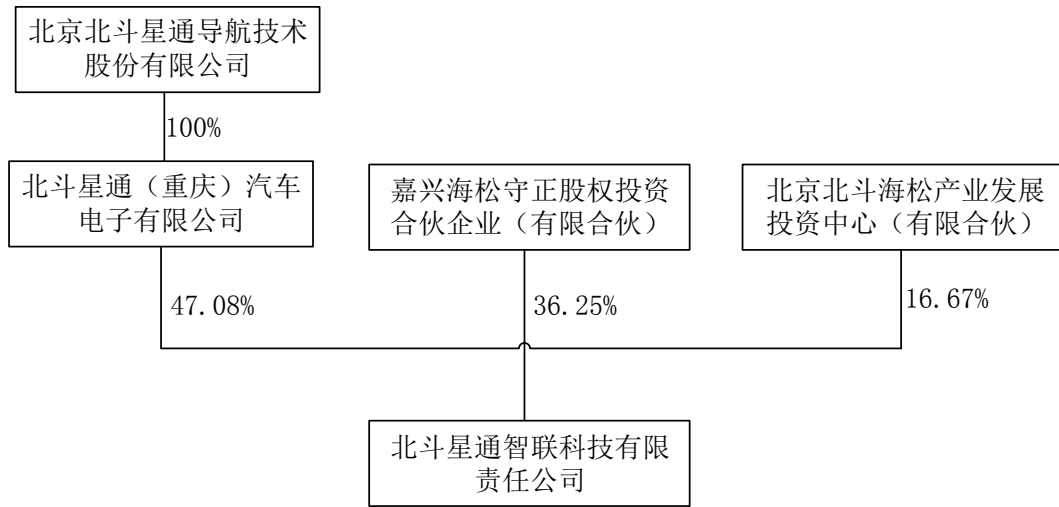 北京北斗星通导航技术
股份有限公司
100%
北斗星通（重庆）汽车
电子有限公司
嘉兴海松守正股权投资
合伙企业（有限合伙）
北京北斗海松产业发展
投资中心（有限合伙）
47.08%
36.25%
16.67%
北斗星通智联科技有限
责任公司